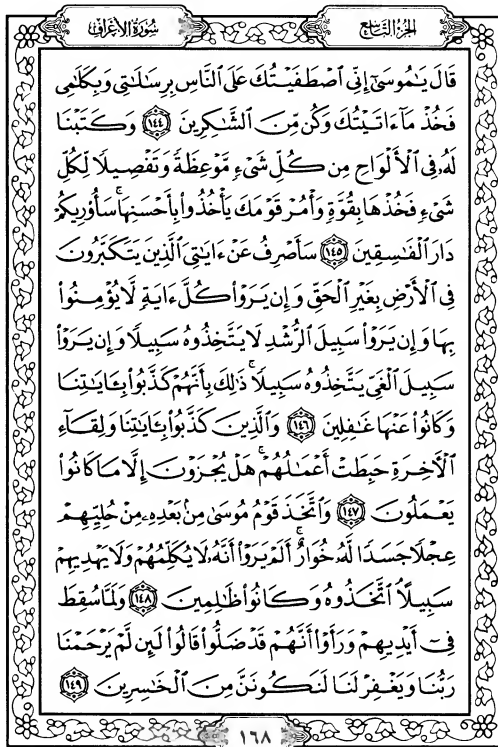 الجزء التاسع
سورة الأعراف
قَالَ يَٰمُوسَىٰٓ إِنِّي ٱصْطَفَيْتُكَ عَلَى ٱلنَّاسِ بِرِسَٰلَٰتِي وَبِكَلَٰمِي
فَخُذْ مَآ ءَاتَيْتُكَ وَكُن مِّنَ ٱلشَّٰكِرِينَ ١٤٤ وَكَتَبْنَا
لَهُۥ فِي ٱلْأَلْوَاحِ مِن كُلِّ شَيْءٍ مَّوْعِظَةً وَتَفْصِيلًا لِّكُلِّ
شَيْءٍ فَخُذْهَا بِقُوَّةٍ وَأْمُرْ قَوْمَكَ يَأْخُذُوا۟ بِأَحْسَنِهَا ۚ سَأُو۟رِيكُمْ
دَارَ ٱلْفَٰسِقِينَ ١٤٥ سَأَصْرِفُ عَنْ ءَايَٰتِيَ ٱلَّذِينَ يَتَكَبَّرُونَ
فِي ٱلْأَرْضِ بِغَيْرِ ٱلْحَقِّ وَإِن يَرَوْا۟ كُلَّ ءَايَةٍ لَّا يُؤْمِنُوا۟
بِهَا وَإِن يَرَوْا۟ سَبِيلَ ٱلرُّشْدِ لَا يَتَّخِذُوهُ سَبِيلًا وَإِن يَرَوْا۟
سَبِيلَ ٱلْغَيِّ يَتَّخِذُوهُ سَبِيلًا ۚ ذَٰلِكَ بِأَنَّهُمْ كَذَّبُوا۟ بِـَٔايَٰتِنَا
وَكَانُوا۟ عَنْهَا غَٰفِلِينَ ١٤٦ وَٱلَّذِينَ كَذَّبُوا۟ بِـَٔايَٰتِنَا وَلِقَآءِ
ٱلْءَاخِرَةِ حَبِطَتْ أَعْمَٰلُهُمْ ۚ هَلْ يُجْزَوْنَ إِلَّا مَا كَانُوا۟
يَعْمَلُونَ ١٤٧ وَٱتَّخَذَ قَوْمُ مُوسَىٰ مِنۢ بَعْدِهِۦ مِنْ حُلِيِّهِمْ
عِجْلًا جَسَدًا لَّهُۥ خُوَارٌ ۚ أَلَمْ يَرَوْا۟ أَنَّهُۥ لَا يُكَلِّمُهُمْ وَلَا يَهْدِيهِمْ
سَبِيلًا ۘ ٱتَّخَذُوهُ وَكَانُوا۟ ظَٰلِمِينَ ١٤٨ وَلَمَّا سُقِطَ
فِيٓ أَيْدِيهِمْ وَرَأَوْا۟ أَنَّهُمْ قَدْ ضَلُّوا۟ قَالُوا۟ لَئِن لَّمْ يَرْحَمْنَا
رَبُّنَا وَيَغْفِرْ لَنَا لَنَكُونَنَّ مِنَ ٱلْخَٰسِرِينَ ١٤٩
١٦٨